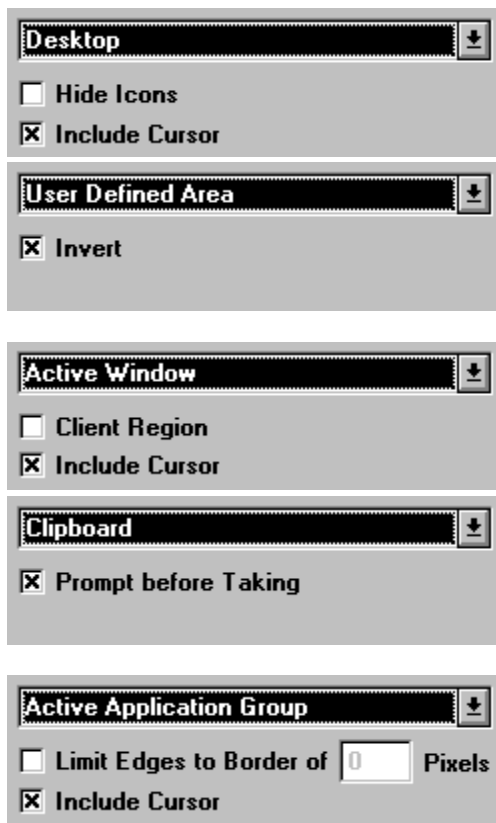 Desktop
Hide Icons
Include Cursor
User Defined Area
Invert
Active Window
Client Region
Include Cursor
Clipboard
Prompt before Taking
Active Application Group
Limit Edges to Border of 0 Pixels
Include Cursor